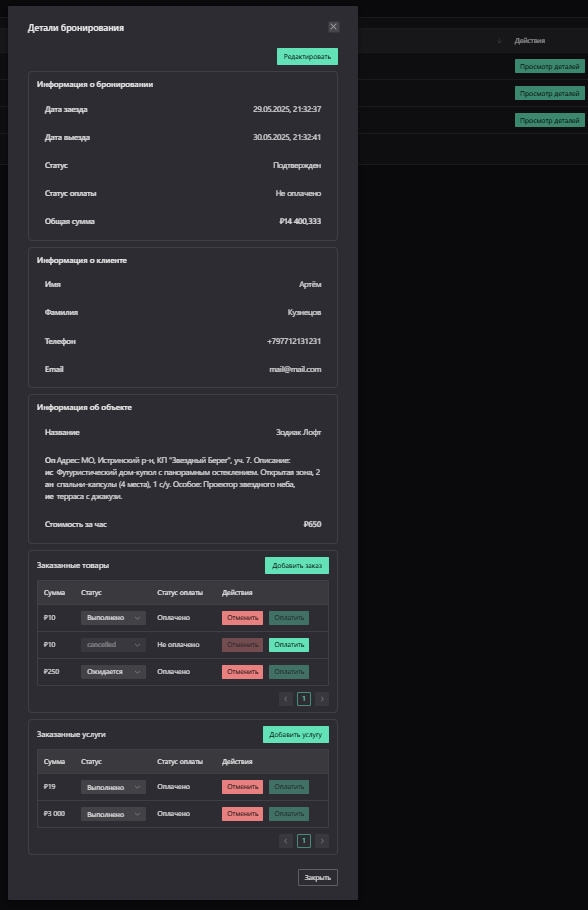 Детали бронирования
Действия
Редактировать
Просмотр деталей
Просмотр деталей
Просмотр деталей
Информация о бронировании
Дата заезда 29.05.2025, 21:32:37
Дата выезда 30.05.2025, 21:32:41
Статус Подтвержден
Статус оплаты Не оплачено
Общая сумма ₽14 400,333
Информация о клиенте
Имя Артём
Фамилия Кузнецов
Телефон +797712131231
Email mail@mail.com
Информация об объекте
Название Зодиак Лофт
Оп Адрес: МО, Истринский р-н, КП "Звездный Берег", уч. 7. Описание:
ис Футуристический дом-купол с панорамным остеклением. Открытая зона, 2
ан спальни-капсулы (4 места), 1 с/у. Особое: Проектор звездного неба,
ие терраса с джакузи.
Стоимость за час ₽650
Заказанные товары Добавить заказ
Сумма Статус Статус оплаты Действия
₽10 Выполнено Оплачено Отменить Оплатить
₽10 cancelled Не оплачено Отменить Оплатить
₽250 Ожидается Оплачено Отменить Оплатить
1
Заказанные услуги Добавить услугу
Сумма Статус Статус оплаты Действия
₽19 Выполнено Оплачено Отменить Оплатить
₽3 000 Выполнено Оплачено Отменить Оплатить
1
Закрыть